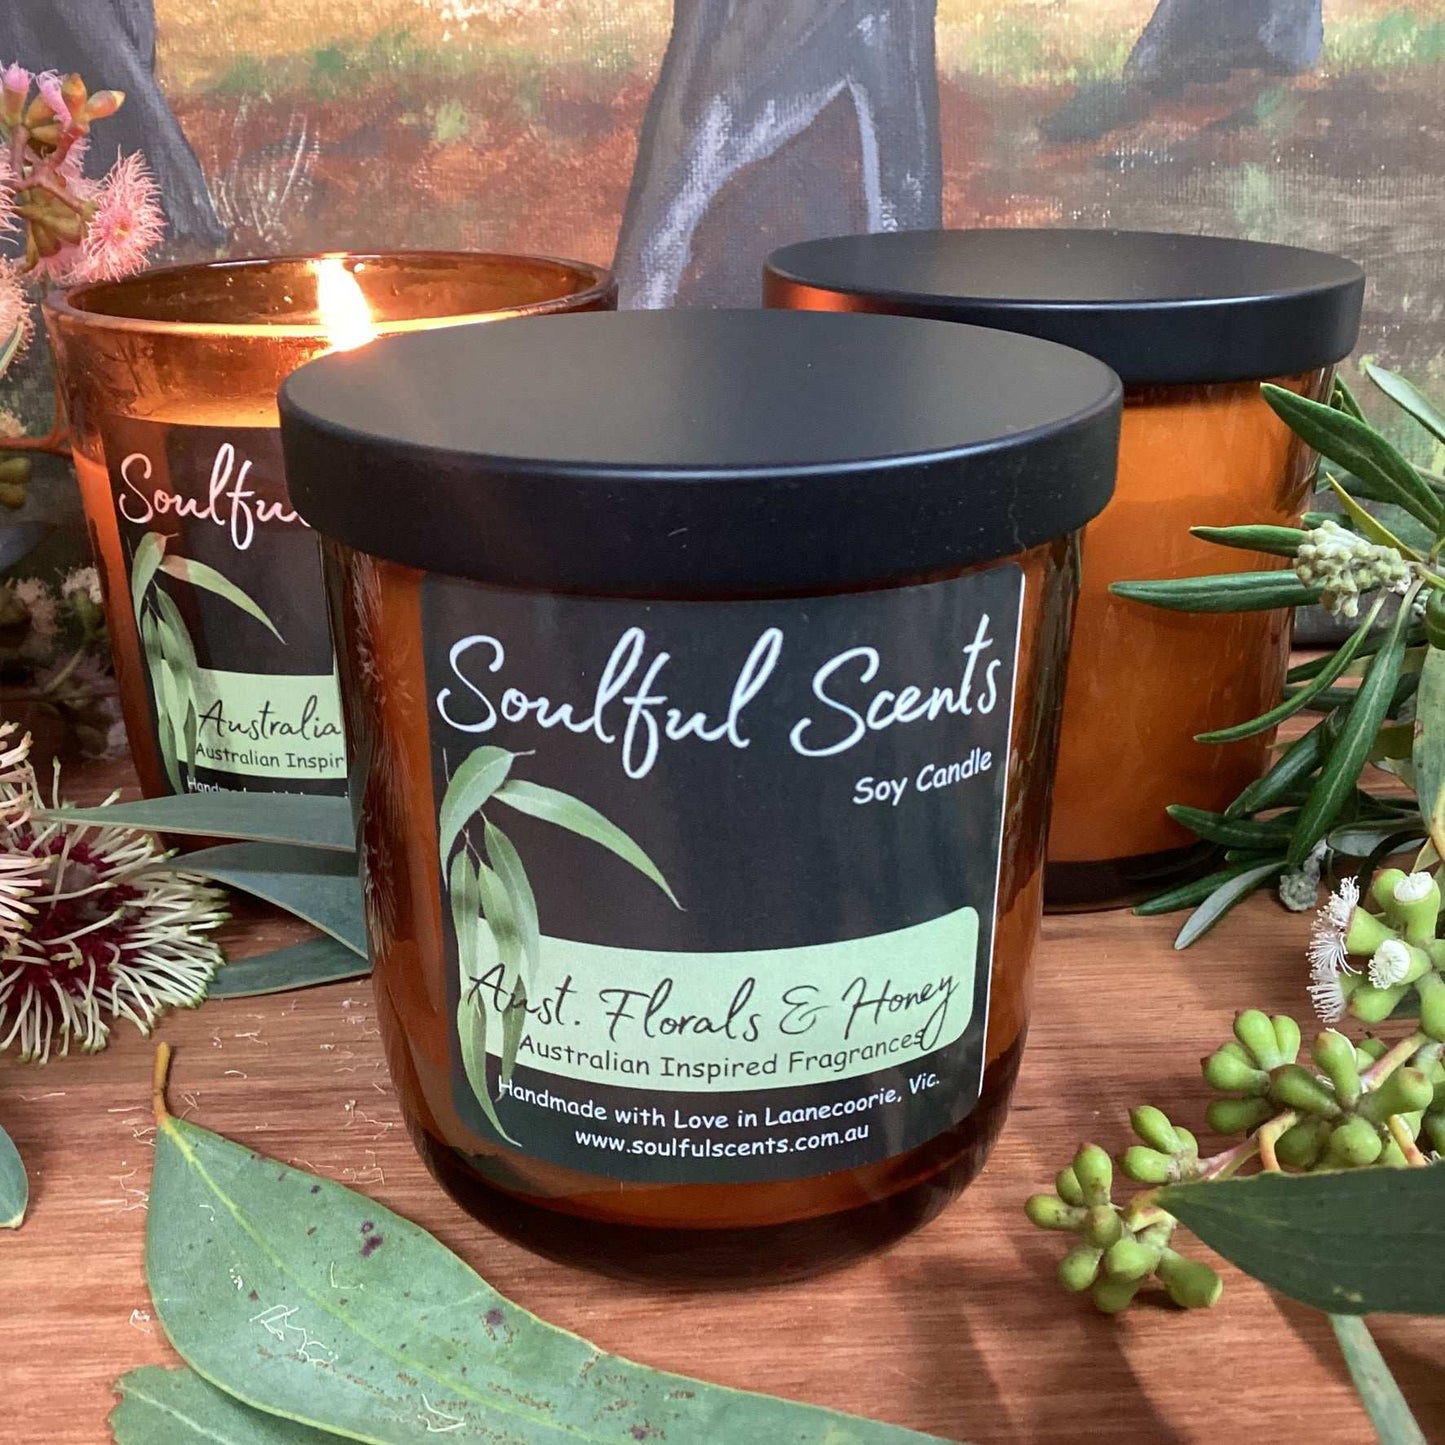 Soulful Scents
Soy Candle
Aust. Florals & Honey
Australian Inspired Fragrances
Handmade with Love in Laanecoorie, Vic.
www.soulfulscents.com.au
Soulfu
Australia
Australian Inspir